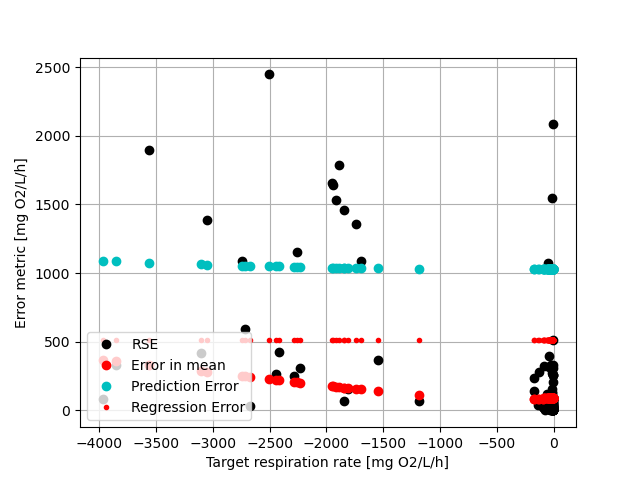 2500
2000
1500
1000
500
0
Error metric [mg O2/L/h]
RSE
Error in mean
Prediction Error
Regression Error
−4000 −3500 −3000 −2500 −2000 −1500 −1000 −500 0
Target respiration rate [mg O2/L/h]